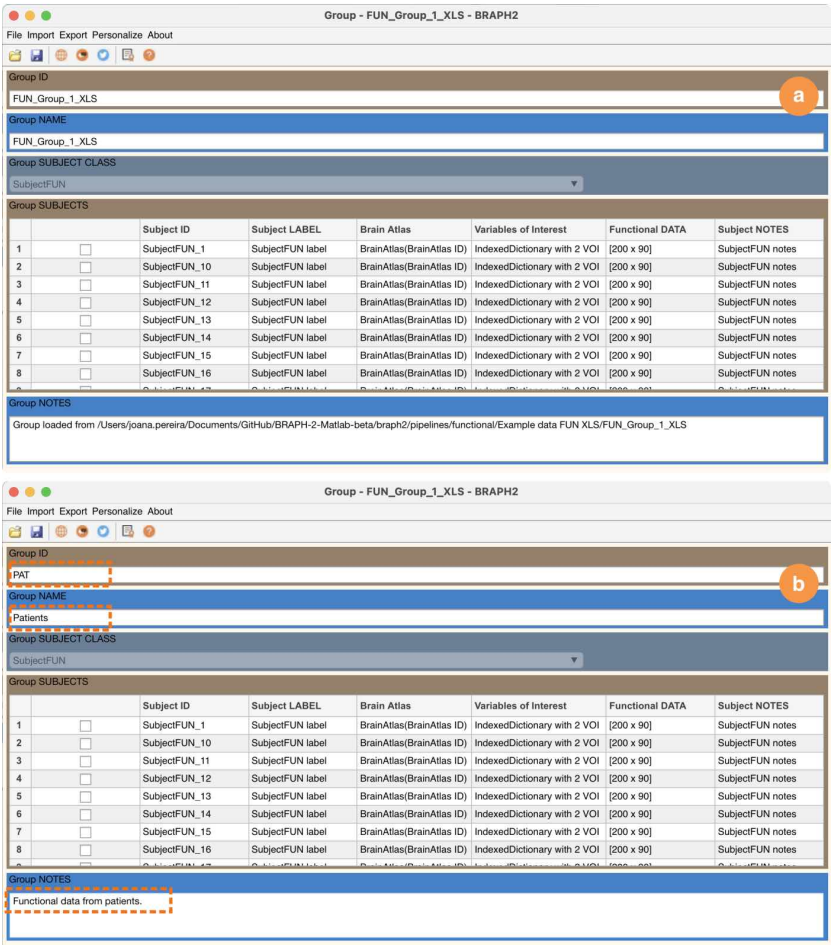 Group - FUN_Group_1_XLS - BRAPH2
File Import Export Personalize About
Group ID
FUN_Group_1_XLS
a
Group NAME
FUN_Group_1_XLS
Group SUBJECT CLASS
SubjectFUN
Group SUBJECTS
Subject ID Subject LABEL Brain Atlas Variables of Interest Functional DATA Subject NOTES
1 SubjectFUN_1 SubjectFUN label BrainAtlas(BrainAtlas ID) IndexedDictionary with 2 VOI [200 x 90] SubjectFUN notes
2 SubjectFUN_10 SubjectFUN label BrainAtlas(BrainAtlas ID) IndexedDictionary with 2 VOI [200 x 90] SubjectFUN notes
3 SubjectFUN_11 SubjectFUN label BrainAtlas(BrainAtlas ID) IndexedDictionary with 2 VOI [200 x 90] SubjectFUN notes
4 SubjectFUN_12 SubjectFUN label BrainAtlas(BrainAtlas ID) IndexedDictionary with 2 VOI [200 x 90] SubjectFUN notes
5 SubjectFUN_13 SubjectFUN label BrainAtlas(BrainAtlas ID) IndexedDictionary with 2 VOI [200 x 90] SubjectFUN notes
6 SubjectFUN_14 SubjectFUN label BrainAtlas(BrainAtlas ID) IndexedDictionary with 2 VOI [200 x 90] SubjectFUN notes
7 SubjectFUN_15 SubjectFUN label BrainAtlas(BrainAtlas ID) IndexedDictionary with 2 VOI [200 x 90] SubjectFUN notes
8 SubjectFUN_16 SubjectFUN label BrainAtlas(BrainAtlas ID) IndexedDictionary with 2 VOI [200 x 90] SubjectFUN notes
Group NOTES
Group loaded from /Users/joana.pereira/Documents/GitHub/BRAPH-2-Matlab-beta/braph2/pipelines/functional/Example data FUN XLS/FUN_Group_1_XLS
Group - FUN_Group_1_XLS - BRAPH2
File Import Export Personalize About
Group ID
PAT
b
Group NAME
Patients
Group SUBJECT CLASS
SubjectFUN
Group SUBJECTS
Subject ID Subject LABEL Brain Atlas Variables of Interest Functional DATA Subject NOTES
1 SubjectFUN_1 SubjectFUN label BrainAtlas(BrainAtlas ID) IndexedDictionary with 2 VOI [200 x 90] SubjectFUN notes
2 SubjectFUN_10 SubjectFUN label BrainAtlas(BrainAtlas ID) IndexedDictionary with 2 VOI [200 x 90] SubjectFUN notes
3 SubjectFUN_11 SubjectFUN label BrainAtlas(BrainAtlas ID) IndexedDictionary with 2 VOI [200 x 90] SubjectFUN notes
4 SubjectFUN_12 SubjectFUN label BrainAtlas(BrainAtlas ID) IndexedDictionary with 2 VOI [200 x 90] SubjectFUN notes
5 SubjectFUN_13 SubjectFUN label BrainAtlas(BrainAtlas ID) IndexedDictionary with 2 VOI [200 x 90] SubjectFUN notes
6 SubjectFUN_14 SubjectFUN label BrainAtlas(BrainAtlas ID) IndexedDictionary with 2 VOI [200 x 90] SubjectFUN notes
7 SubjectFUN_15 SubjectFUN label BrainAtlas(BrainAtlas ID) IndexedDictionary with 2 VOI [200 x 90] SubjectFUN notes
8 SubjectFUN_16 SubjectFUN label BrainAtlas(BrainAtlas ID) IndexedDictionary with 2 VOI [200 x 90] SubjectFUN notes
Group NOTES
Functional data from patients.